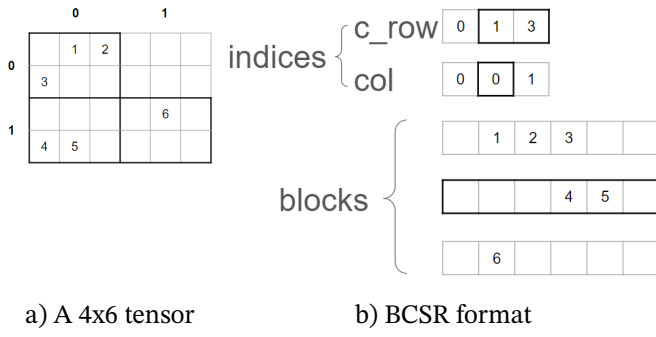 0 1
0
1 2
3
1
6
4 5
indices
c_row 0 1 3
col 0 0 1
blocks
1 2 3
4 5
6
a) A 4x6 tensor
b) BCSR format